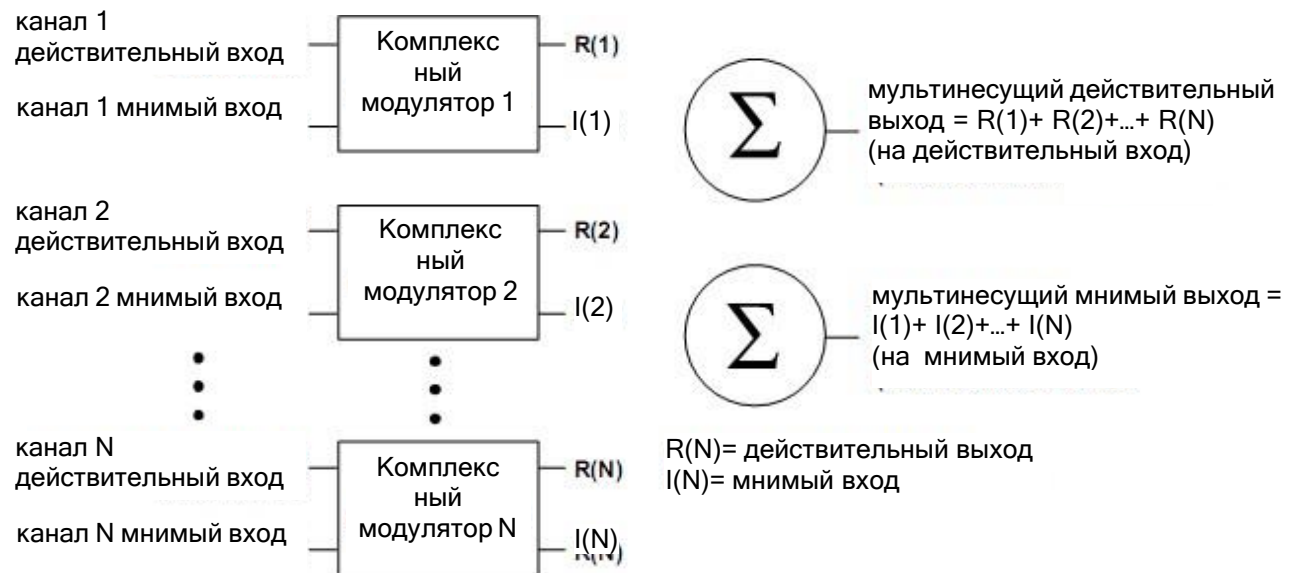 канал 1
действительный вход
канал 1 мнимый вход
Комплекс
ный
модулятор 1
R(1)
I(1)
канал 2
действительный вход
канал 2 мнимый вход
Комплекс
ный
модулятор 2
R(2)
I(2)
канал N
действительный вход
канал N мнимый вход
Комплекс
ный
модулятор N
R(N)
I(N)
R(N)
Σ
мультинесущий действительный
выход = R(1)+ R(2)+...+ R(N)
(на действительный вход)
Σ
мультинесущий мнимый выход =
I(1)+ I(2)+...+ I(N)
(на мнимый вход)
R(N)= действительный выход
I(N)= мнимый вход